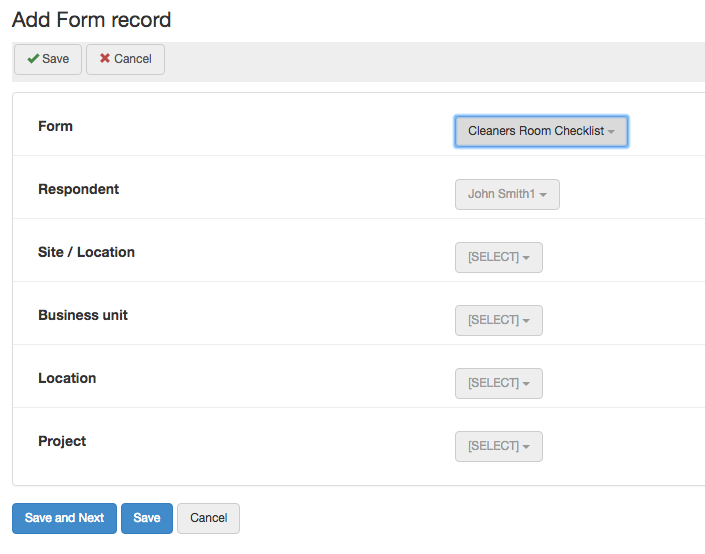 Add Form record
Save Cancel
Form Cleaners Room Checklist
Respondent John Smith1
Site / Location [SELECT]
Business unit [SELECT]
Location [SELECT]
Project [SELECT]
Save and Next Save Cancel